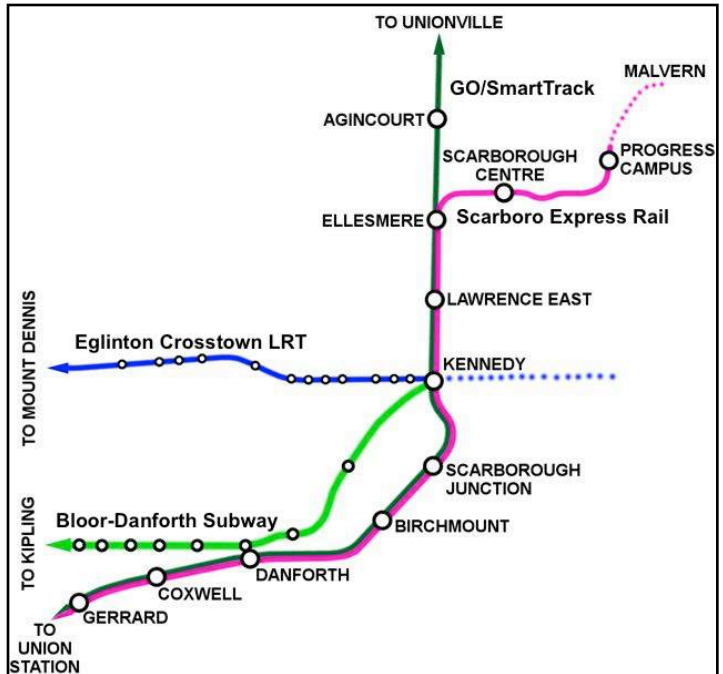 TO UNIONVILLE
GO/SmartTrack
MALVERN
AGINCOURT
SCARBOROUGH
CENTRE
PROGRESS
CAMPUS
ELLESMERE
Scarboro Express Rail
LAWRENCE EAST
TO MOUNT DENNIS
Eglinton Crosstown LRT
KENNEDY
SCARBOROUGH
JUNCTION
TO KIPLING
Bloor-Danforth Subway
BIRCHMOUNT
DANFORTH
COXWELL
GERRARD
TO
UNION
STATION